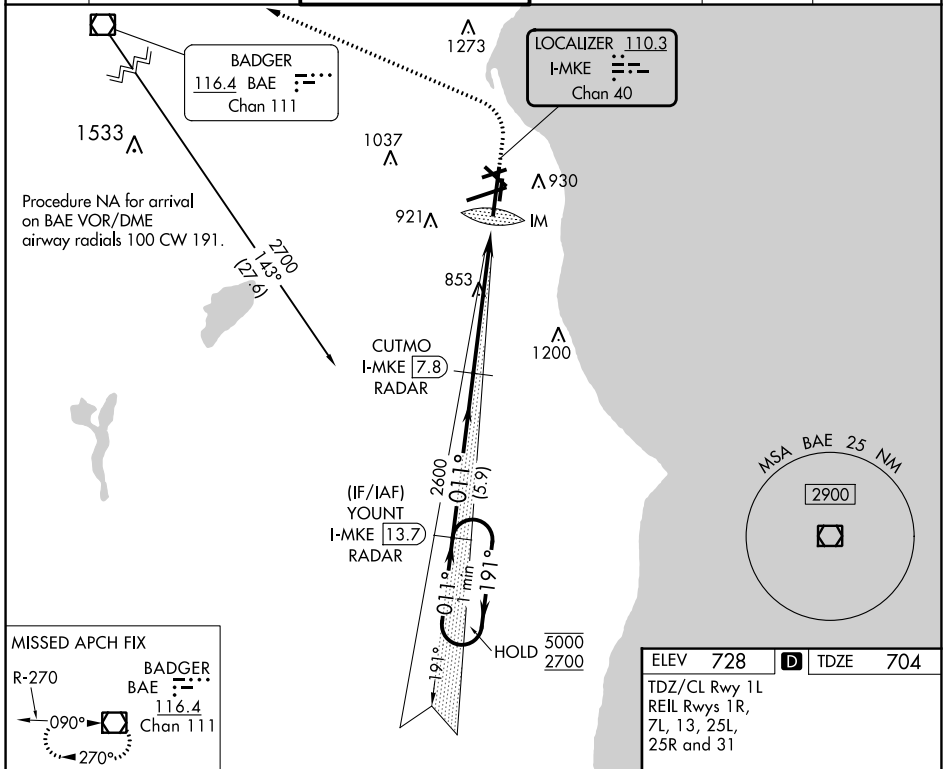 1273
BADGER
116.4 BAE
Chan 111
LOCALIZER 110.3
I-MKE
Chan 40
1533
1037
930
921
IM
Procedure NA for arrival
on BAE VOR/DME
airway radials 100 CW 191.
2700
143°
(27.6)
853
1200
CUTMO
I-MKE 7.8
RADAR
2600
011°
(5.9)
(IF/IAF)
YOUNT
I-MKE 13.7
RADAR
011°
1 min
191°
191°
HOLD 5000
2700
MSA BAE 25 NM
2900
MISSED APCH FIX
R-270
BADGER
BAE
116.4
Chan 111
090°
270°
ELEV 728 D TDZE 704
TDZ/CL Rwy 1L
REIL Rwys 1R,
7L, 13, 25L,
25R and 31